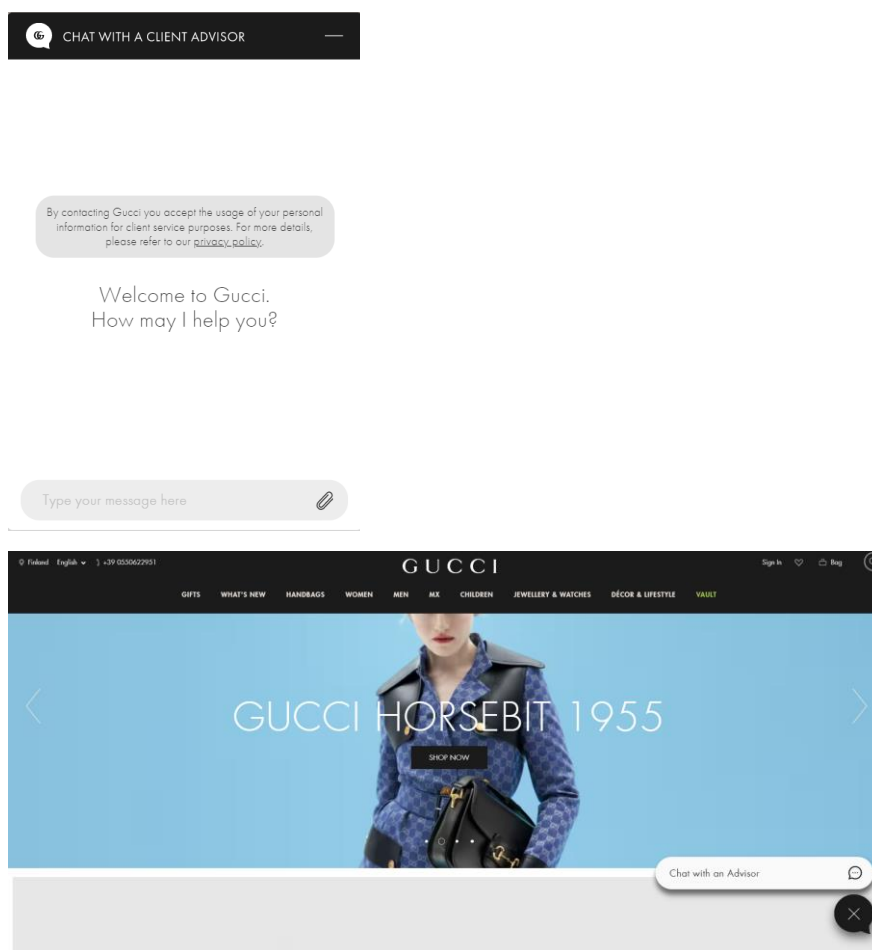 CHAT WITH A CLIENT ADVISOR
By contacting Gucci you accept the usage of your personal
information for client service purposes. For more details,
please refer to our privacy policy.
Welcome to Gucci.
How may I help you?
Type your message here
Finland English +39 0550622951 GUCCI Sign In Bag
GIFTS WHAT'S NEW HANDBAGS WOMEN MEN MX CHILDREN JEWELLERY & WATCHES DÉCOR & LIFESTYLE VAULT
GUCCI HORSEBIT 1955
SHOP NOW
Chat with an Advisor